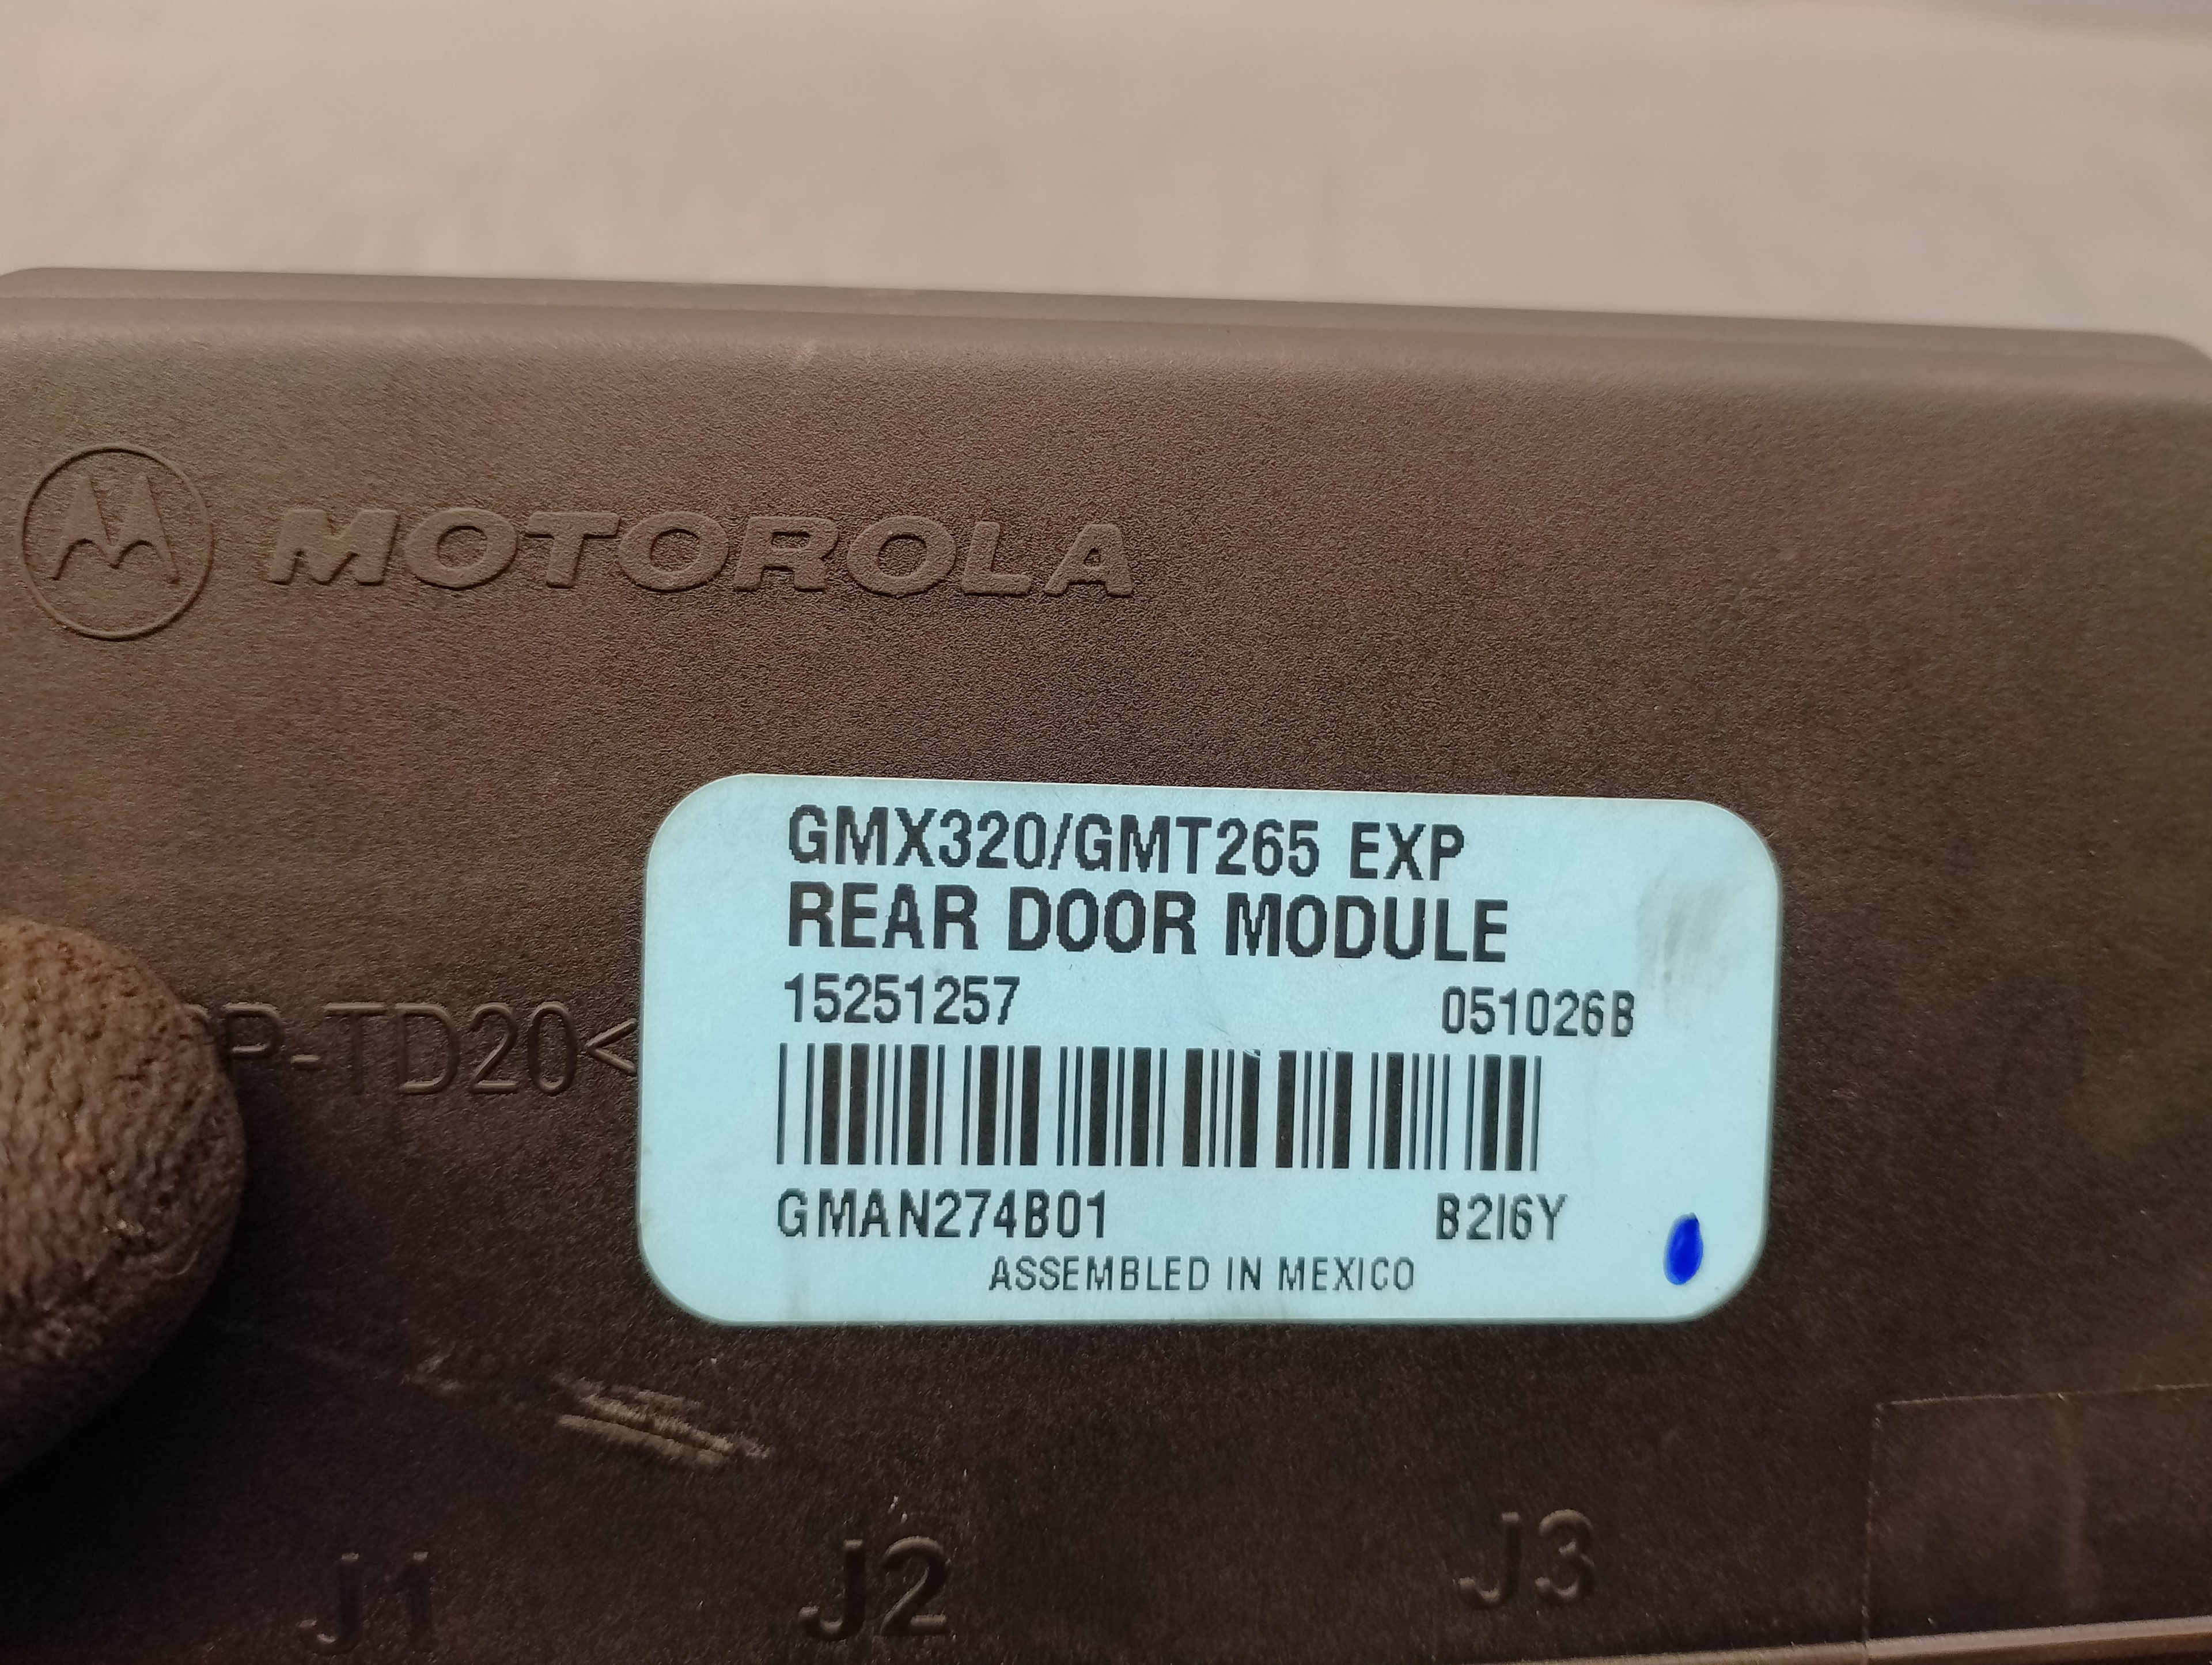 MOTOROLA
GMX320/GMT265 EXP
REAR DOOR MODULE
15251257 051026B
P-TD20<
GMAN274B01 B2I6Y
ASSEMBLED IN MEXICO
J1 J2 J3